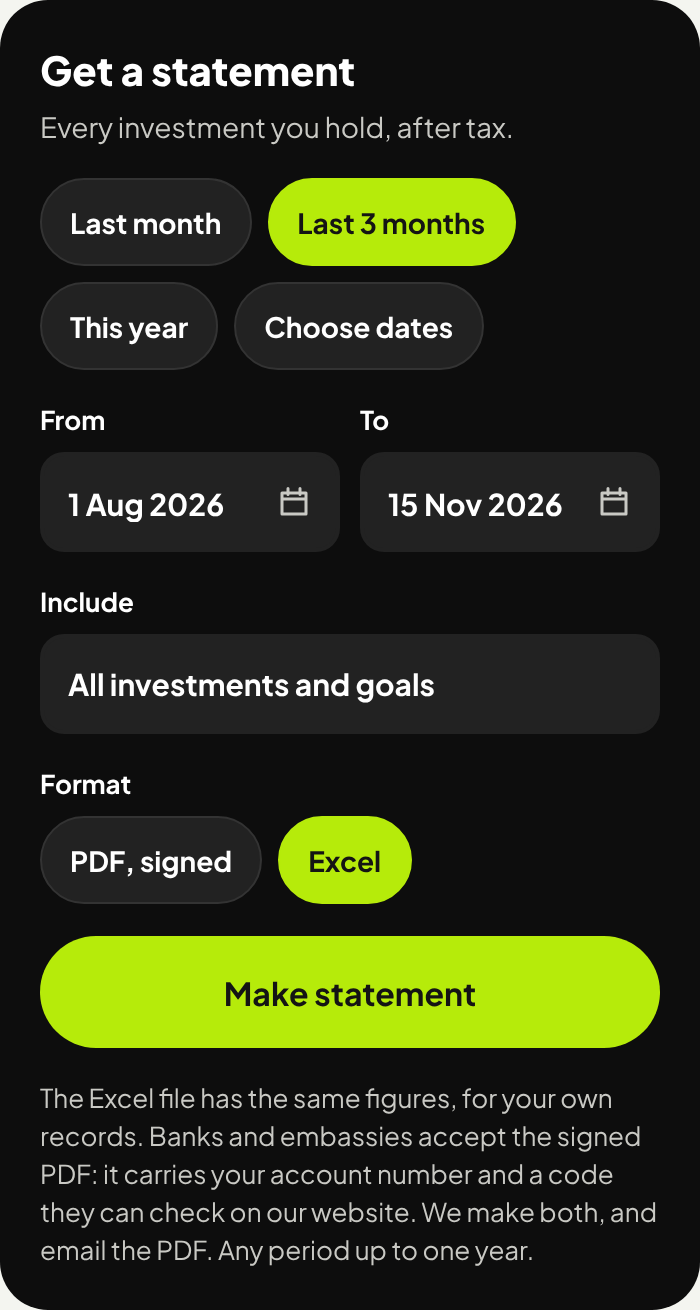 Get a statement
Every investment you hold, after tax.
Last month
Last 3 months
This year
Choose dates
From
To
1 Aug 2026
15 Nov 2026
Include
All investments and goals
Format
PDF, signed
Excel
Make statement
The Excel file has the same figures, for your own
records. Banks and embassies accept the signed
PDF: it carries your account number and a code
they can check on our website. We make both, and
email the PDF. Any period up to one year.